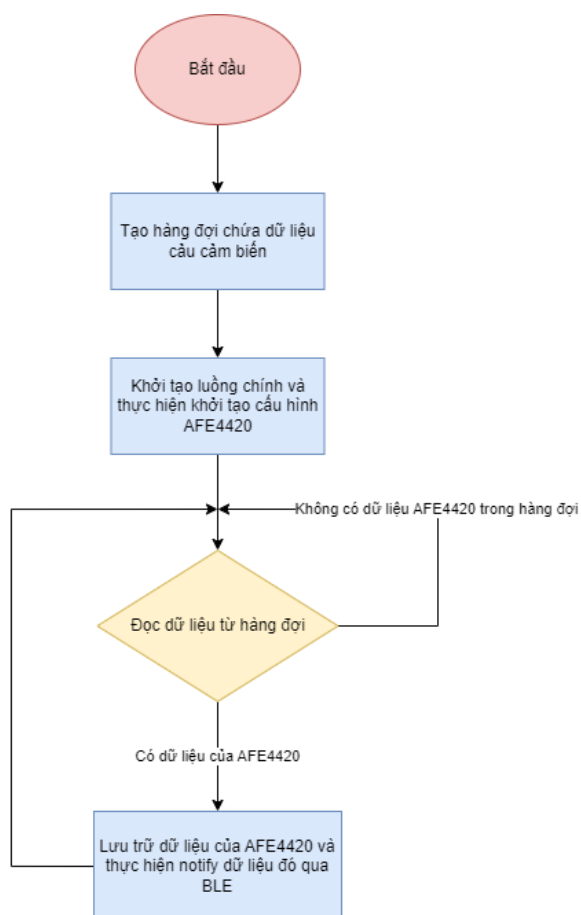 Bắt đầu
Tạo hàng đợi chứa dữ liệu
cảu cảm biến
Khởi tạo luồng chính và
thực hiện khởi tạo cấu hình
AFE4420
Không có dữ liệu AFE4420 trong hàng đợi
Đọc dữ liệu từ hàng đợi
Có dữ liệu của AFE4420
Lưu trữ dữ liệu của AFE4420 và
thực hiện notify dữ liệu đó qua
BLE